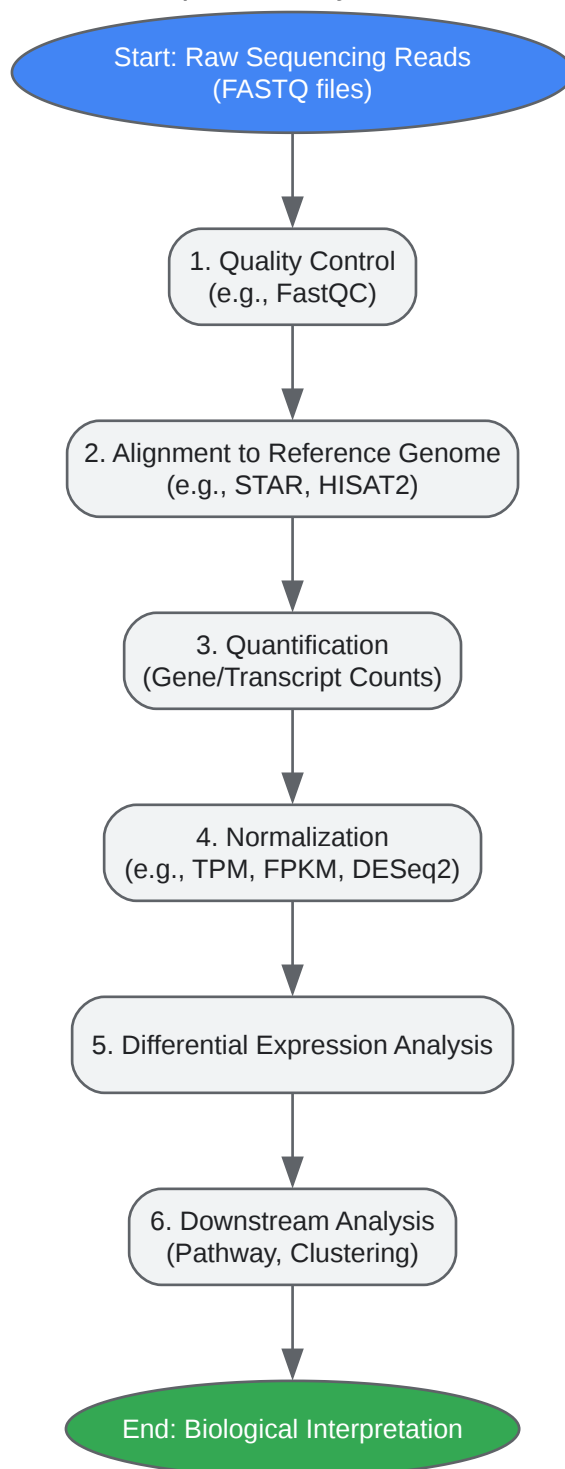 Start: Raw Sequencing Reads
(FASTQ files)
1. Quality Control
(e.g., FastQC)
2. Alignment to Reference Genome
(e.g., STAR, HISAT2)
3. Quantification
(Gene/Transcript Counts)
4. Normalization
(e.g., TPM, FPKM, DESeq2)
5. Differential Expression Analysis
6. Downstream Analysis
(Pathway, Clustering)
End: Biological Interpretation